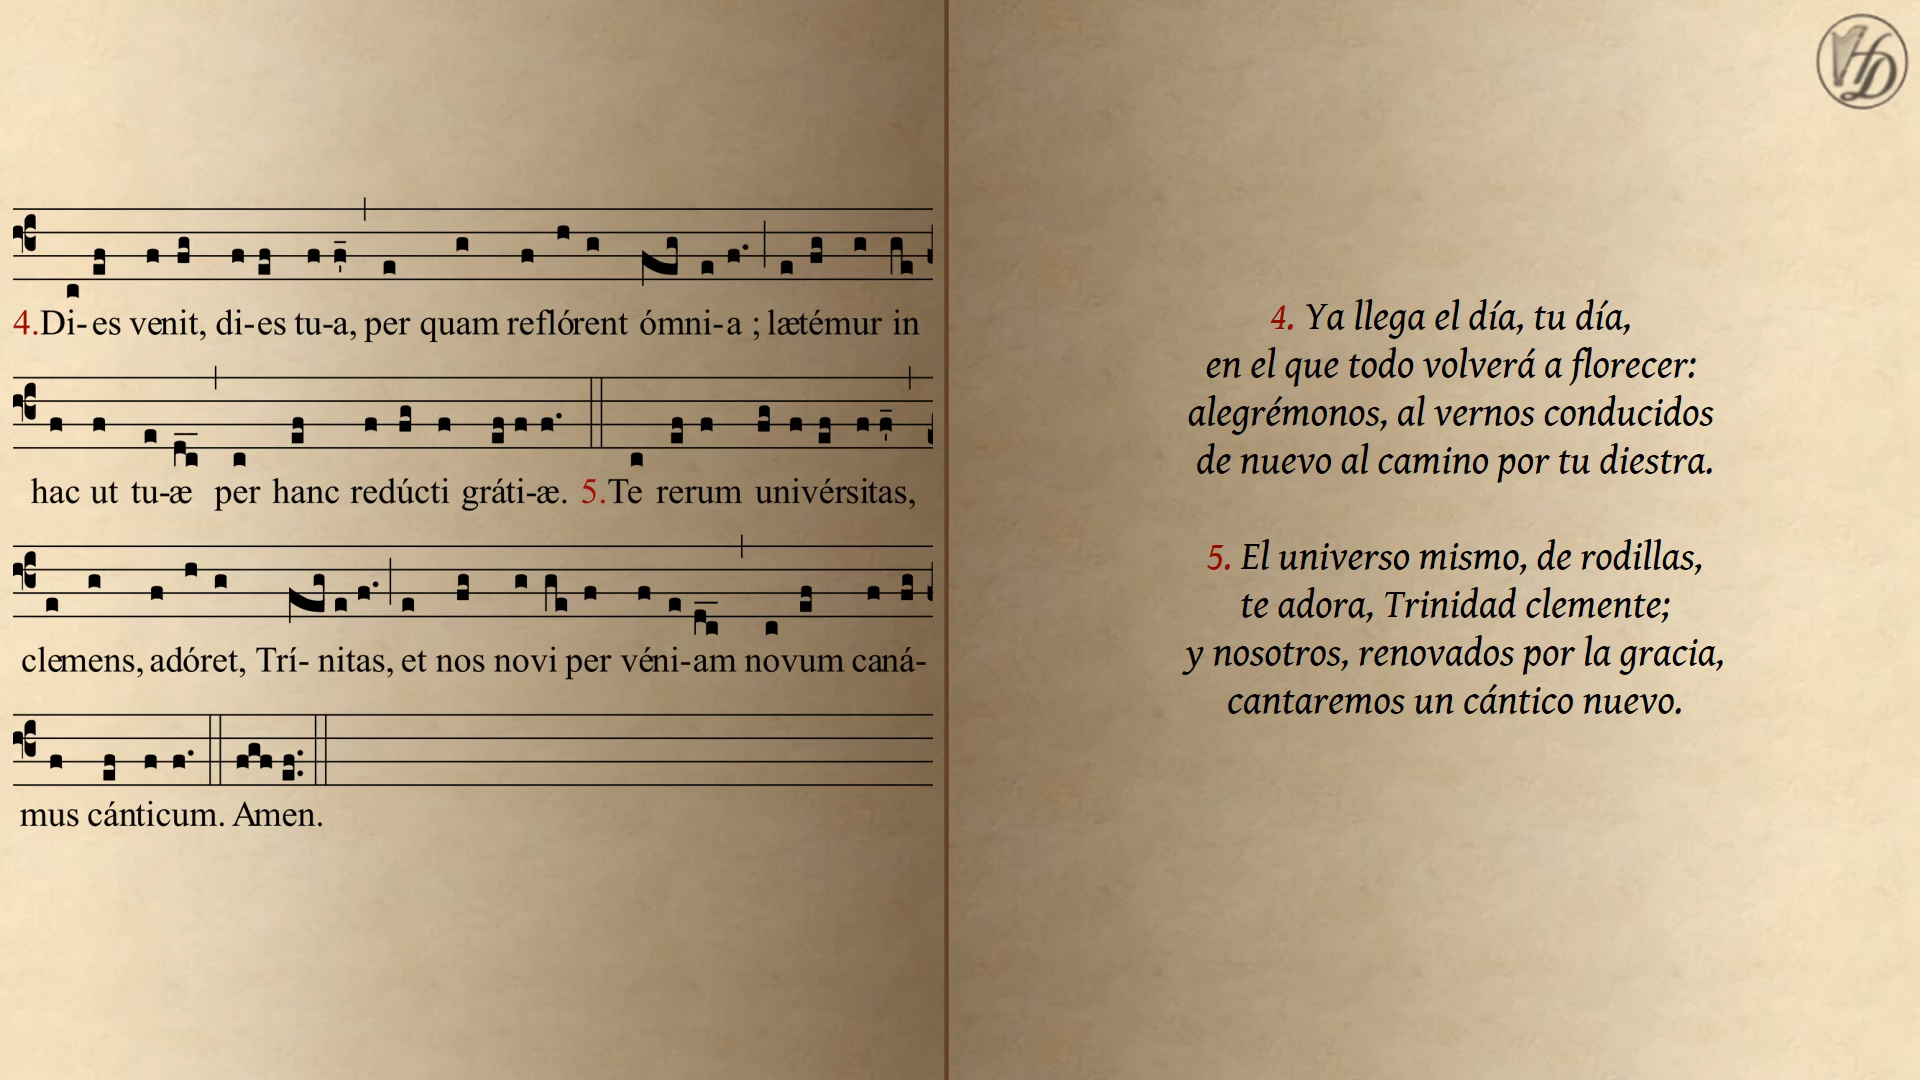 4.Di-es venit, di-es tu-a, per quam reflórent ómni-a ; lætémur in
hac ut tu-æ per hanc redúcti gráti-æ. 5.Te rerum univérsitas,
clemens, adóret, Trí- nitas, et nos novi per véni-am novum caná-
mus cánticum. Amen.
HD
4. Ya llega el día, tu día,
en el que todo volverá a florecer:
alegrémonos, al vernos conducidos
de nuevo al camino por tu diestra.
5. El universo mismo, de rodillas,
te adora, Trinidad clemente;
y nosotros, renovados por la gracia,
cantaremos un cántico nuevo.